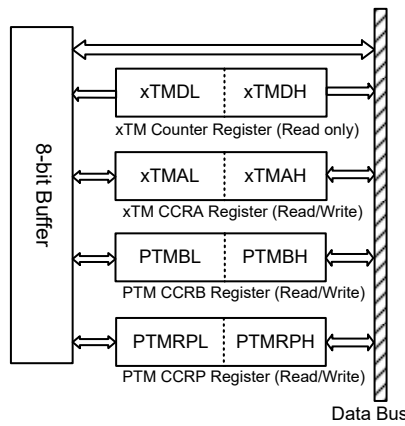 8-bit Buffer
xTMDL xTMDH
xTM Counter Register (Read only)
xTMAL xTMAH
xTM CCRA Register (Read/Write)
PTMBL PTMBH
PTM CCRB Register (Read/Write)
PTMRPL PTMRPH
PTM CCRP Register (Read/Write)
Data Bus